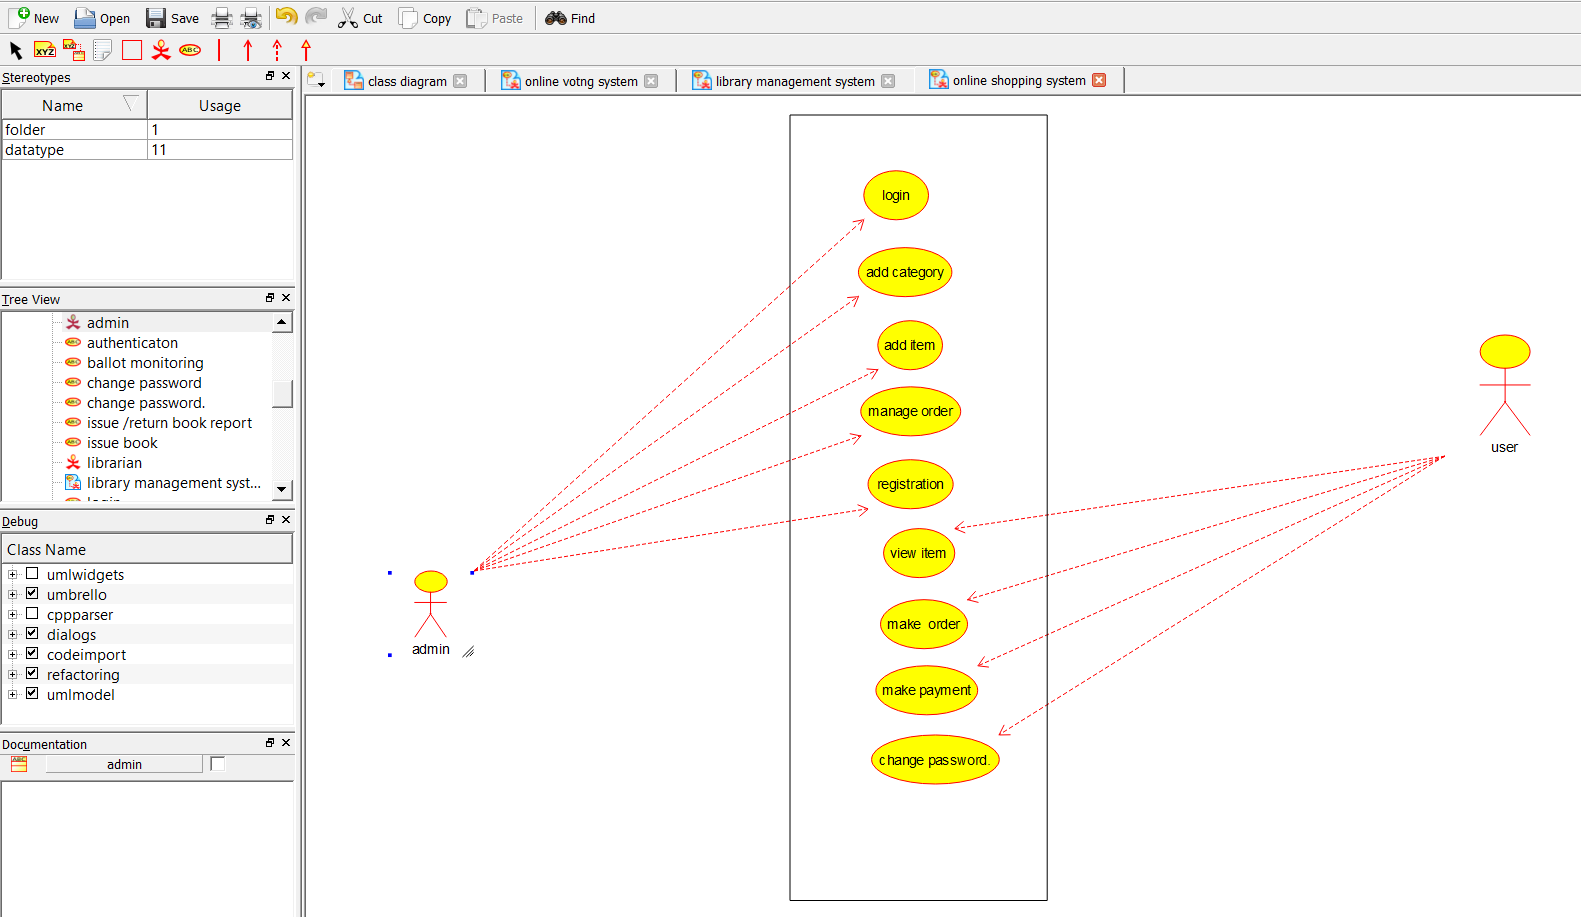 New Open Save Cut Copy Paste Find
XYZ XYZ ABC
Stereotypes
Name Usage
folder 1
datatype 11
Tree View
admin
authenticaton
ballot monitoring
change password
change password.
issue /return book report
issue book
librarian
library management syst...
Debug
Class Name
umlwidgets
umbrello
cppparser
dialogs
codeimport
refactoring
umlmodel
Documentation
admin
class diagram online votng system library management system online shopping system
login
add category
add item
manage order
registration
view item
make order
make payment
change password.
admin
user